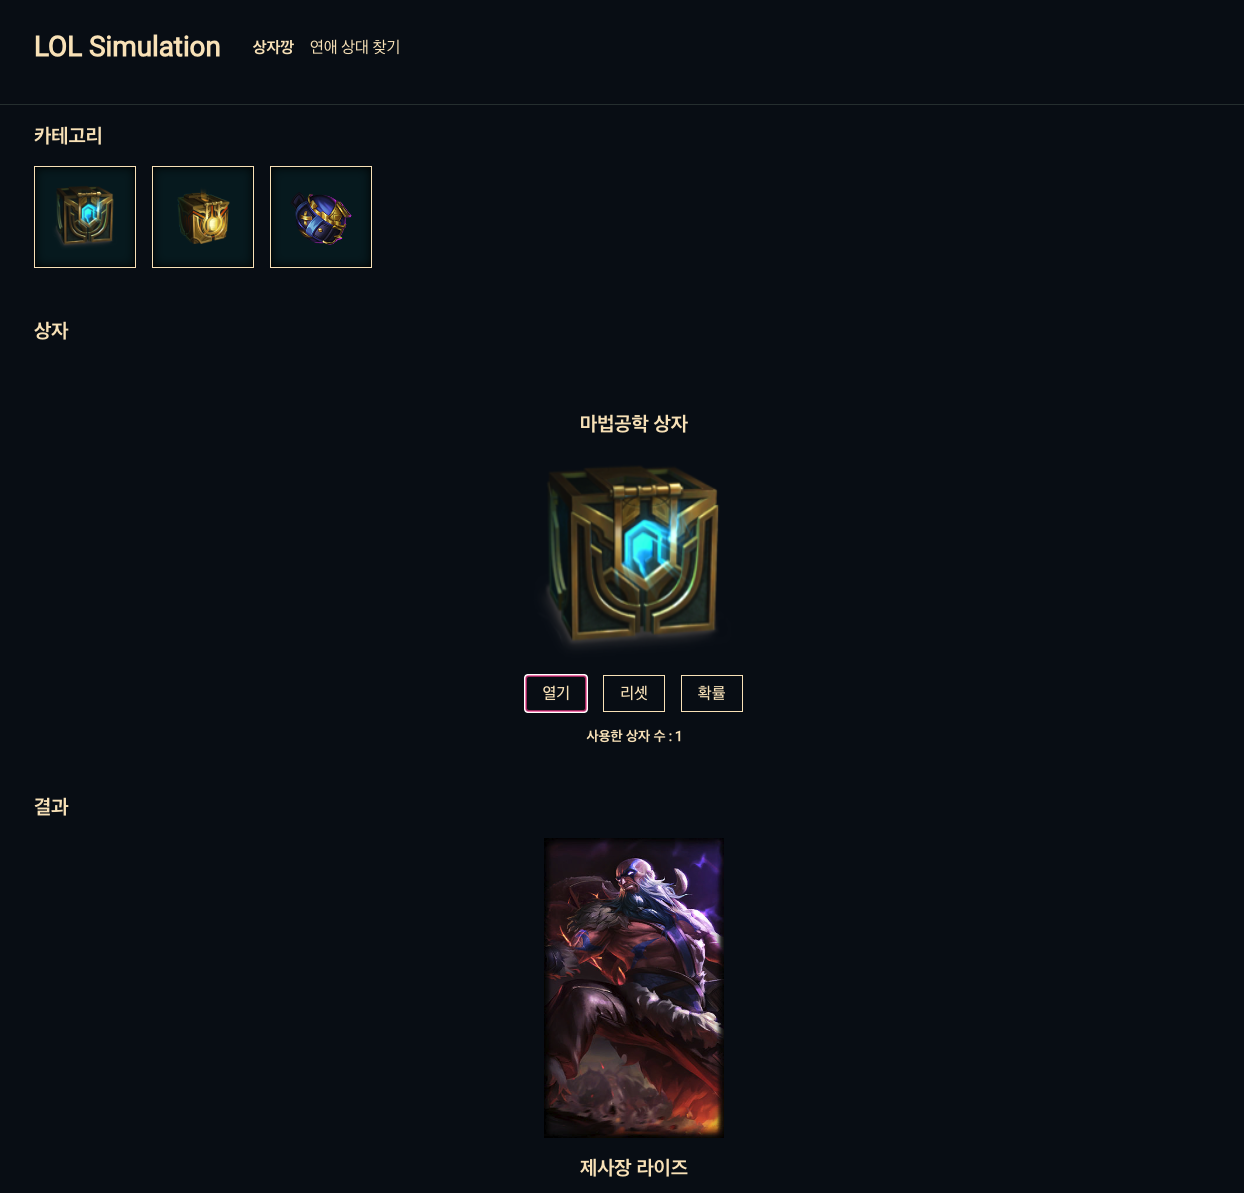 LOL Simulation 상자깡 연애 상대 찾기
카테고리
상자
마법공학 상자
열기 리셋 확률
사용한 상자 수 : 1
결과
제사장 라이즈